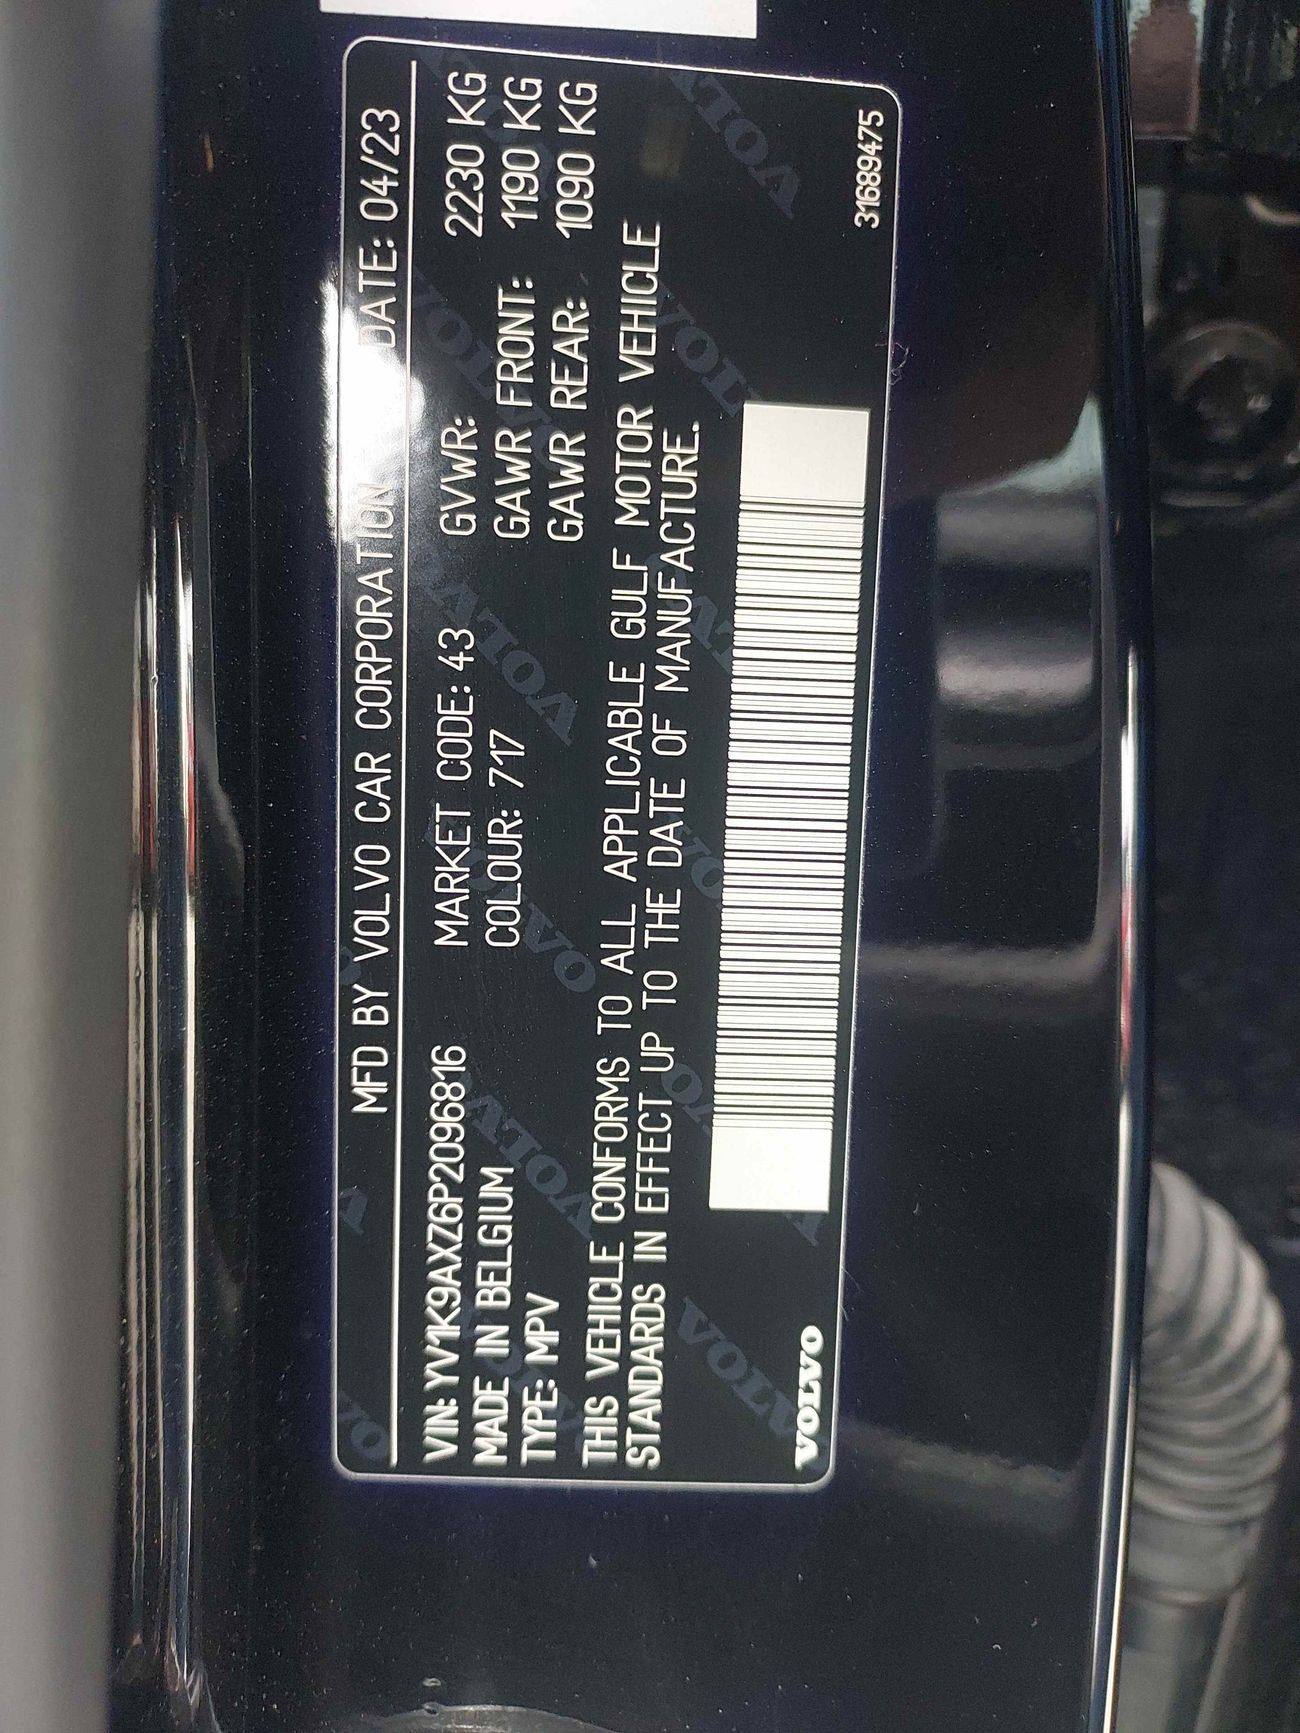 MFD BY VOLVO CAR CORPORATION DATE: 04/23
VIN: YV1K9AXZ6P2096816 MARKET CODE: 43 GVWR: 2230 KG
MADE IN BELGIUM COLOUR: 717 GAWR FRONT: 1190 KG
TYPE: MPV GAWR REAR: 1090 KG
THIS VEHICLE CONFORMS TO ALL APPLICABLE GULF MOTOR VEHICLE
STANDARDS IN EFFECT UP TO THE DATE OF MANUFACTURE.
VOLVO 31689475